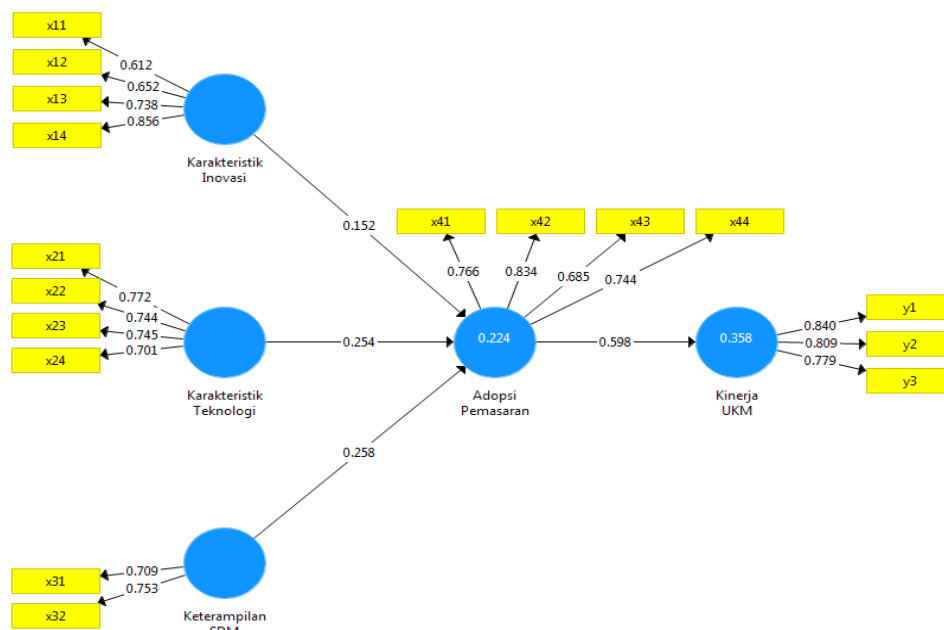 x11
x12
x13
x14
0.612
0.652
0.738
0.856
Karakteristik
Inovasi
0.152
x41
x42
x43
x44
0.766
0.834
0.685
0.744
x21
x22
x23
x24
0.772
0.744
0.745
0.701
Karakteristik
Teknologi
0.254
0.224
Adopsi
Pemasaran
0.598
0.358
Kinerja
UKM
0.840
0.809
0.779
y1
y2
y3
0.258
x31
x32
0.709
0.753
Keterampilan
SDM